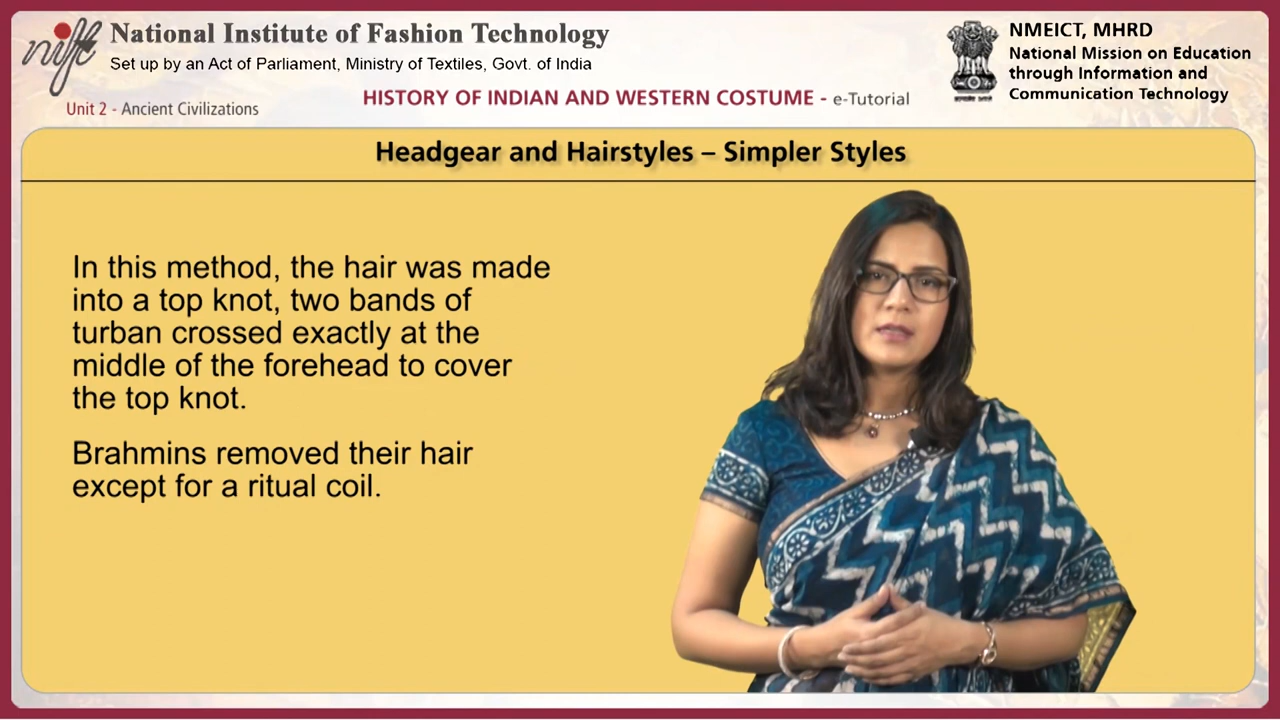 nift
National Institute of Fashion Technology
Set up by an Act of Parliament, Ministry of Textiles, Govt. of India
NMEICT, MHRD
National Mission on Education
through Information and
Communication Technology
Unit 2 - Ancient Civilizations
HISTORY OF INDIAN AND WESTERN COSTUME - e-Tutorial
Headgear and Hairstyles – Simpler Styles
In this method, the hair was made
into a top knot, two bands of
turban crossed exactly at the
middle of the forehead to cover
the top knot.
Brahmins removed their hair
except for a ritual coil.